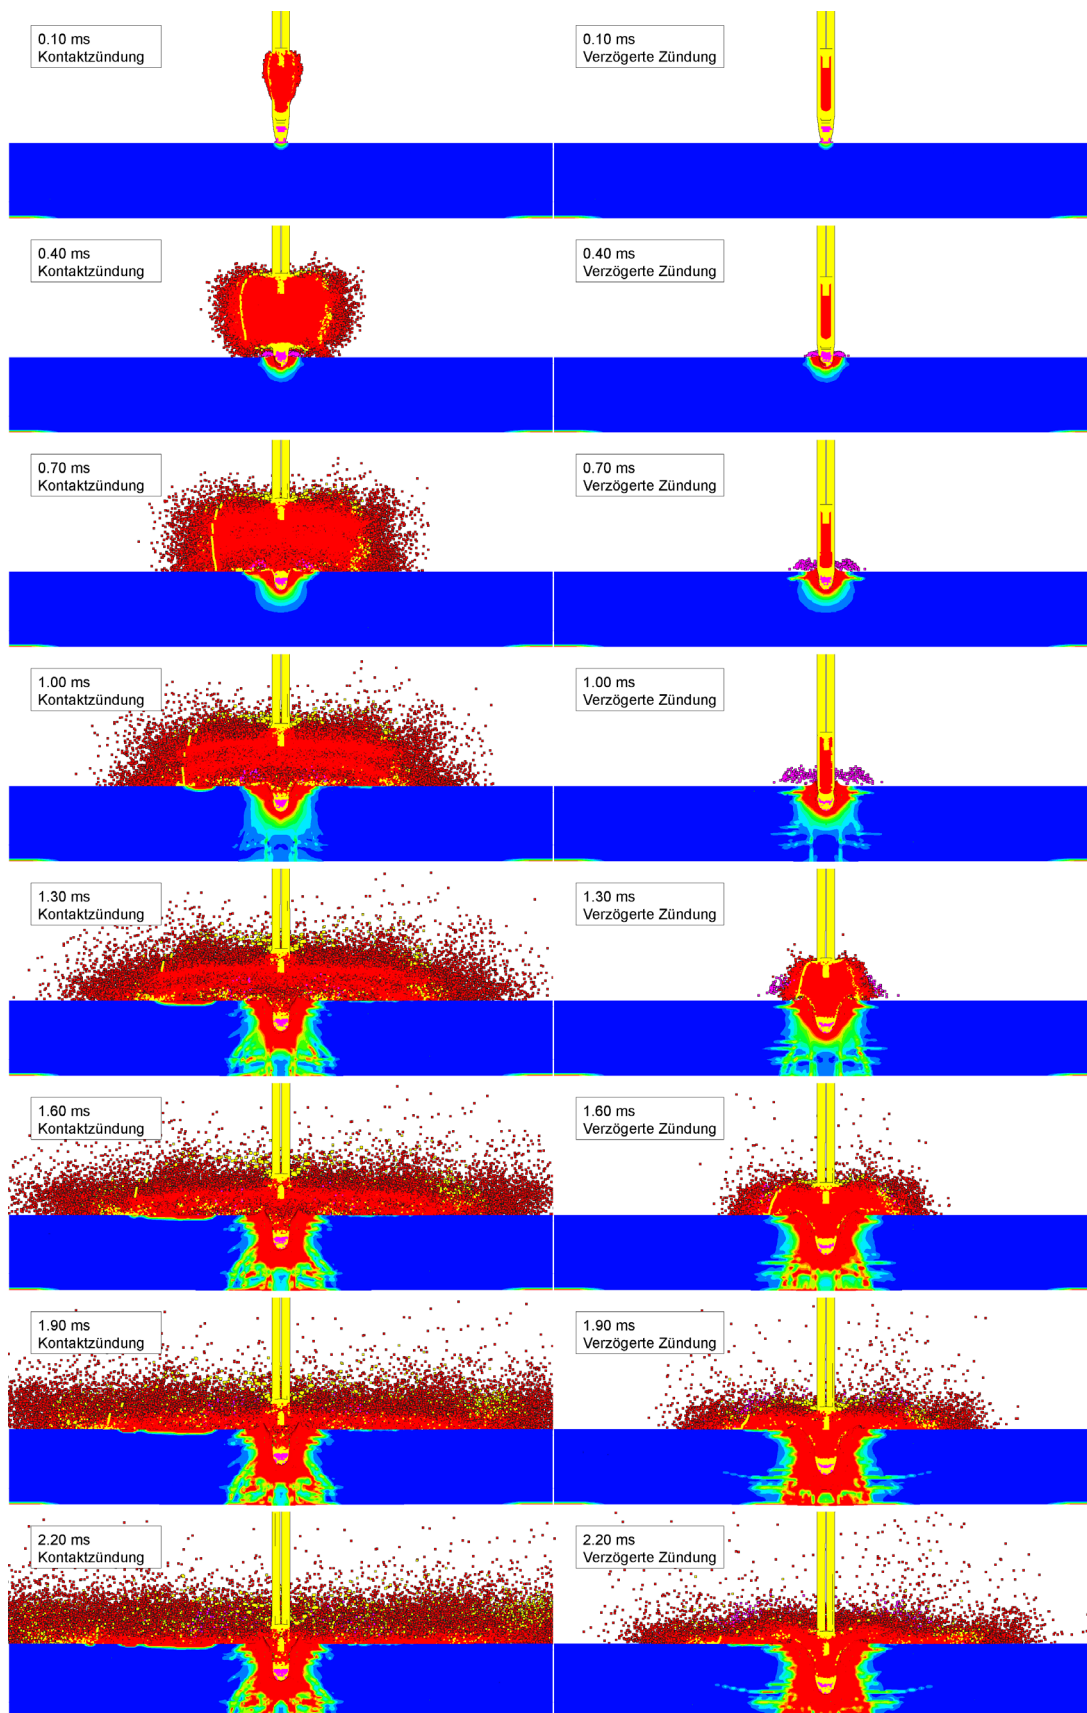 0.10 ms
Kontaktzündung
0.10 ms
Verzögerte Zündung
0.40 ms
Kontaktzündung
0.40 ms
Verzögerte Zündung
0.70 ms
Kontaktzündung
0.70 ms
Verzögerte Zündung
1.00 ms
Kontaktzündung
1.00 ms
Verzögerte Zündung
1.30 ms
Kontaktzündung
1.30 ms
Verzögerte Zündung
1.60 ms
Kontaktzündung
1.60 ms
Verzögerte Zündung
1.90 ms
Kontaktzündung
1.90 ms
Verzögerte Zündung
2.20 ms
Kontaktzündung
2.20 ms
Verzögerte Zündung